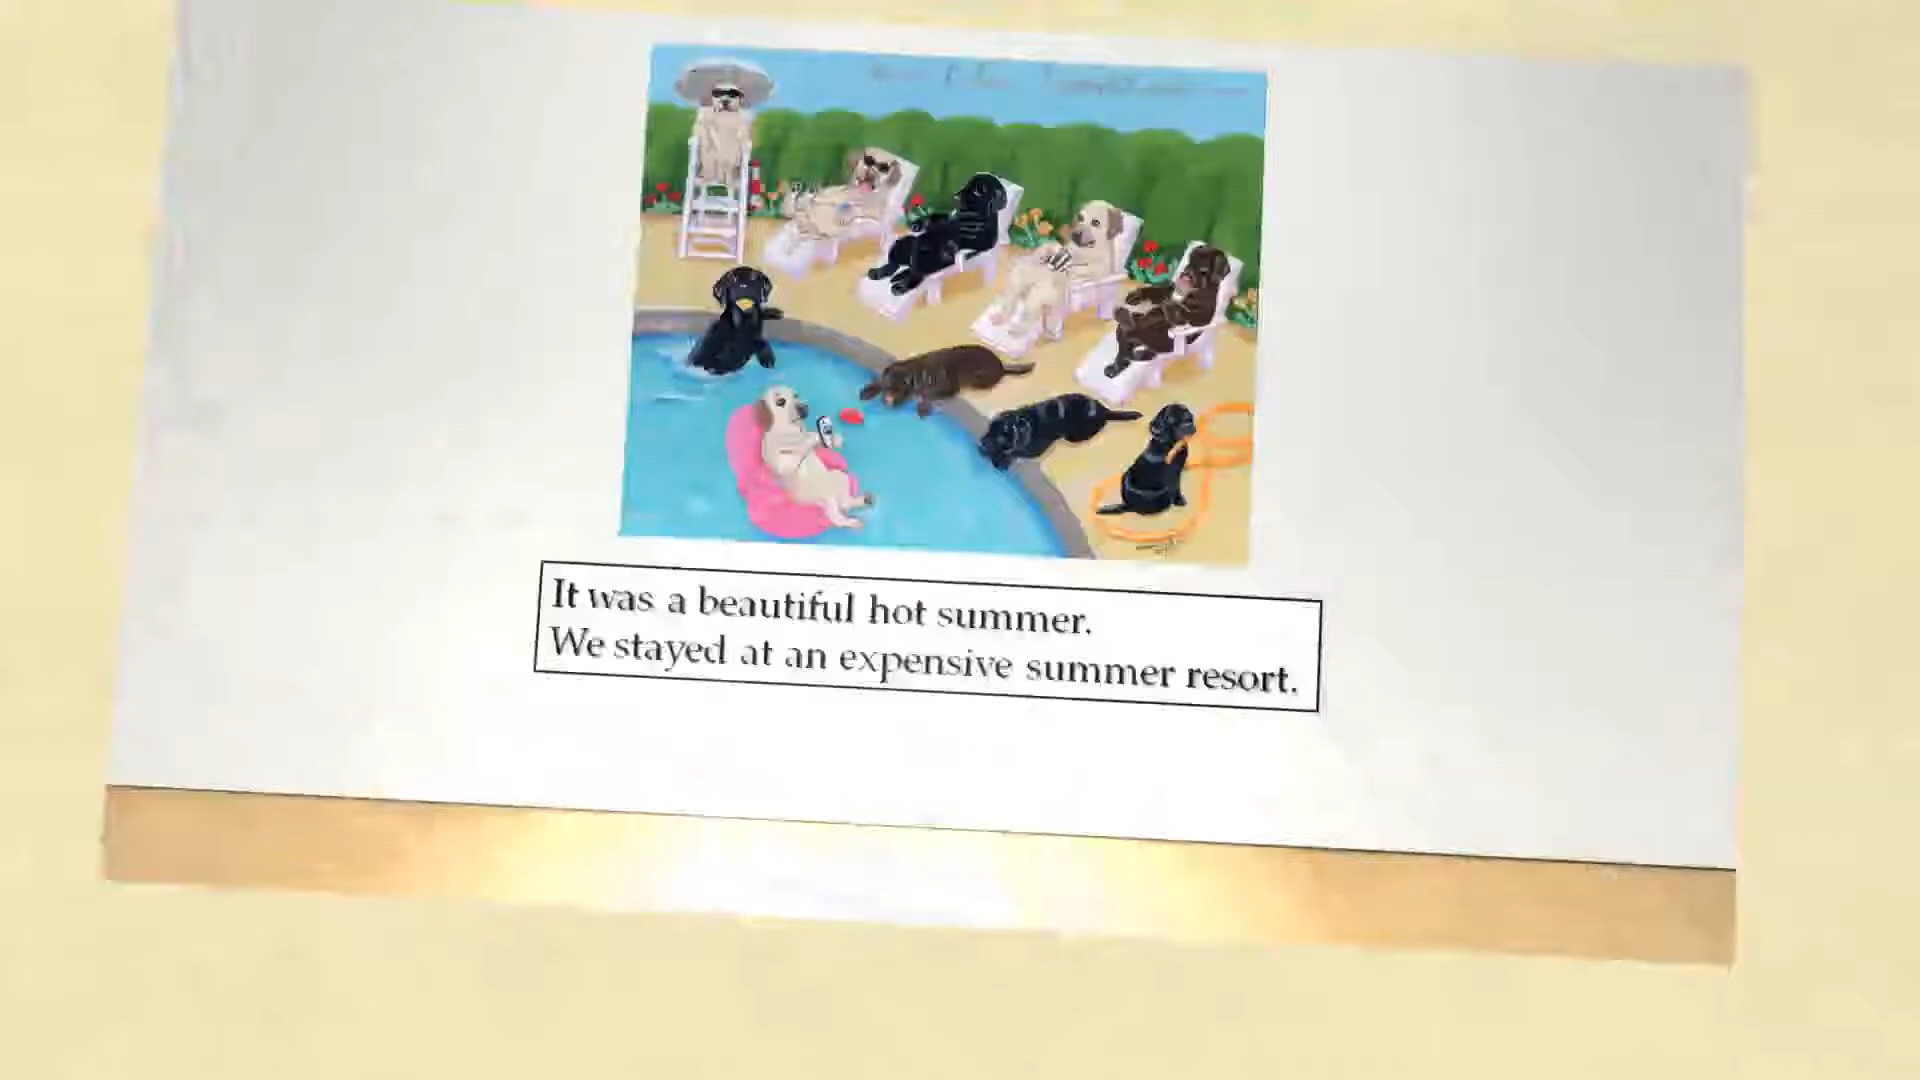 It was a beautiful hot summer.
We stayed at an expensive summer resort.